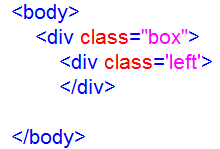 <body>
<div class="box">
<div class='left'>
</div>
</body>